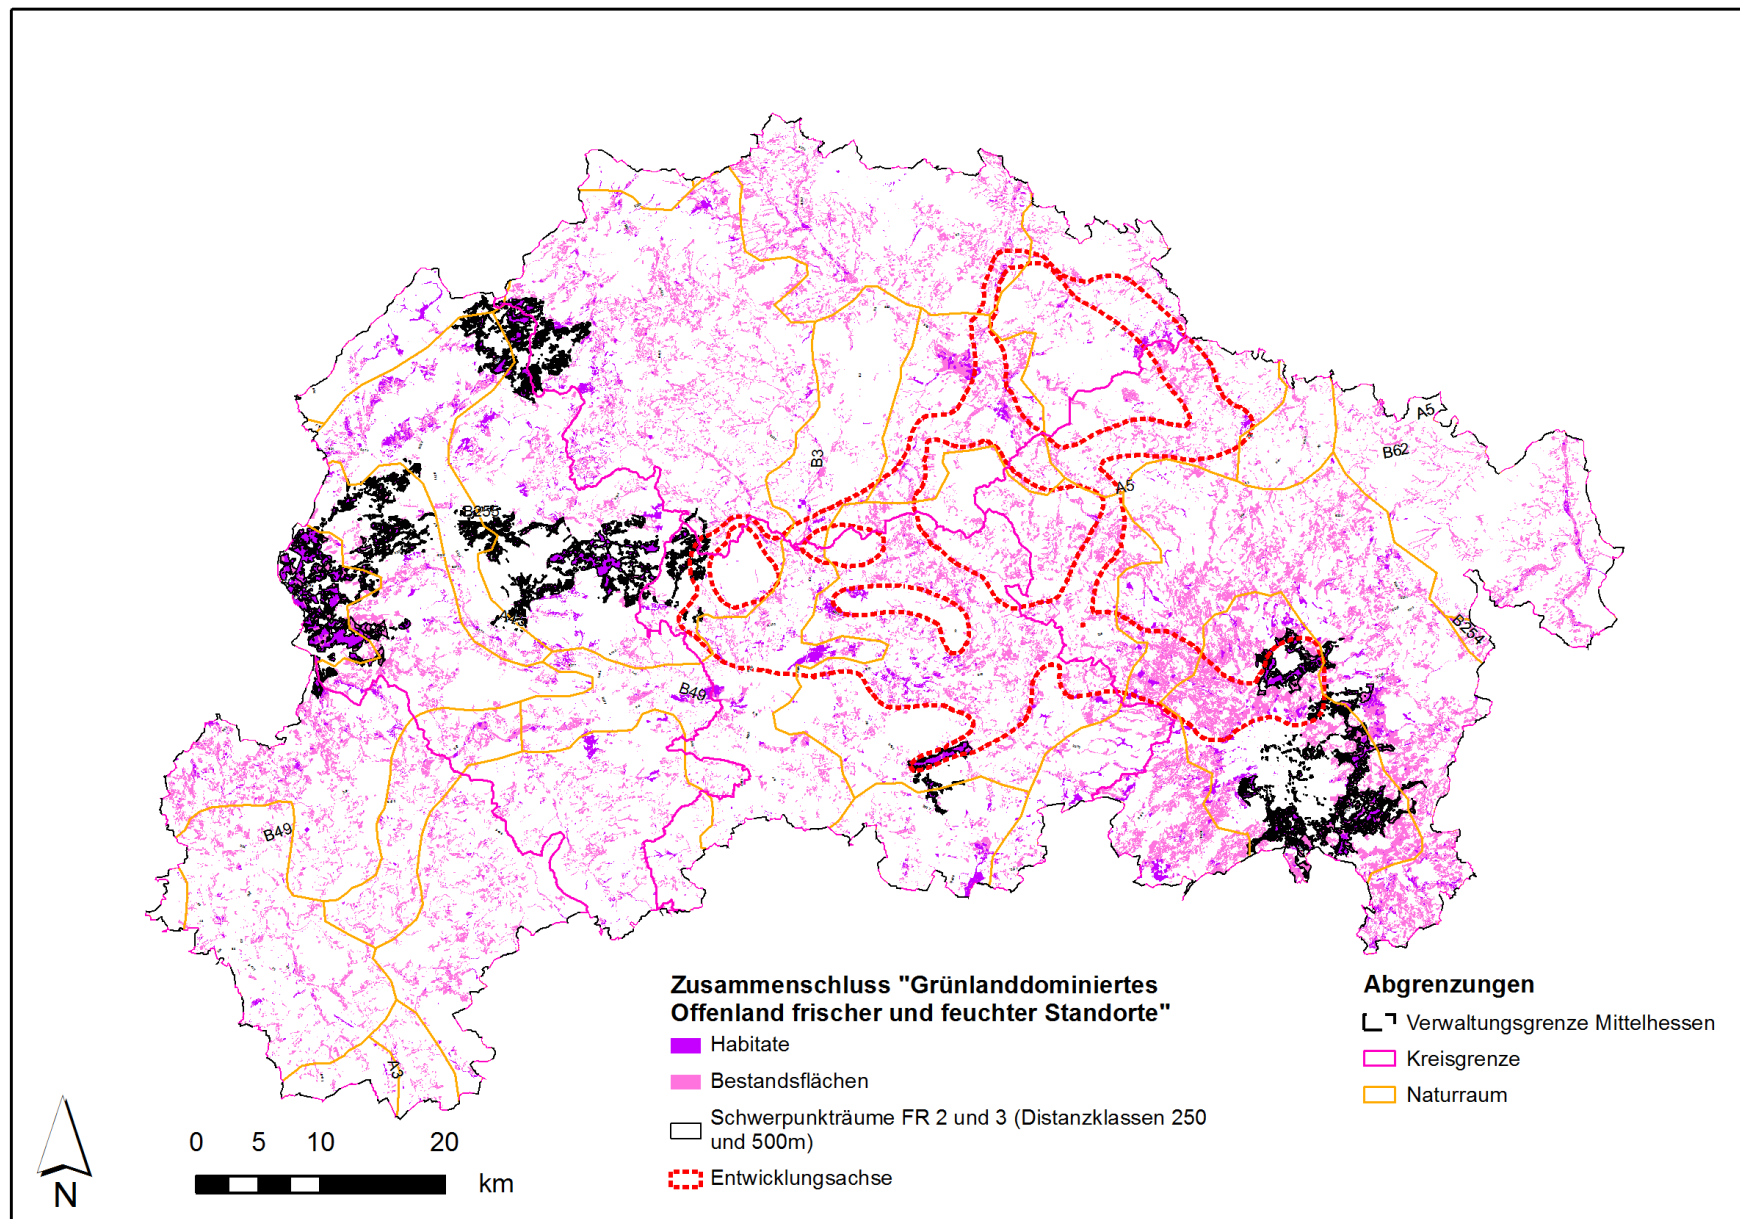 A5
B62
B3
A5
B255
B254
B49
B49
A3
Zusammenschluss "Grünlanddominiertes
Offenland frischer und feuchter Standorte"
Habitate
Bestandsflächen
Schwerpunkträume FR 2 und 3 (Distanzklassen 250
und 500m)
Entwicklungsachse
Abgrenzungen
Verwaltungsgrenze Mittelhessen
Kreisgrenze
Naturraum
0 5 10 20
km
N